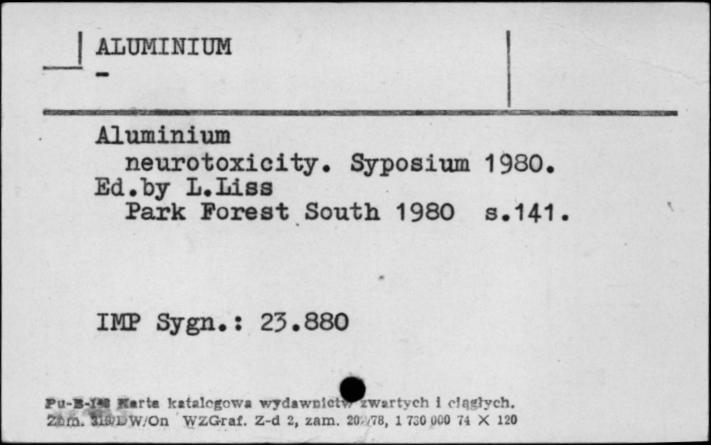 ALUMINIUM
-
Aluminium
neurotoxicity. Syposium 1980.
Ed.by L.Liss
Park Forest South 1980 s.141.
IMP Sygn.: 23.880
Karta katalogowa wydawnictw zwartych i ciągłych.
Zam. WZGraf. Z-d 2, zam. 1 730 000 74 X 120